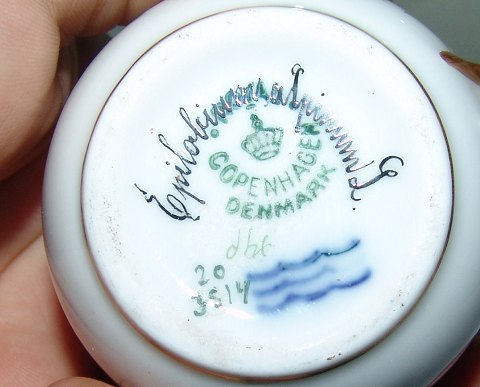 Epilobium alpinum L.
COPENHAGEN
DENMARK
20
3514